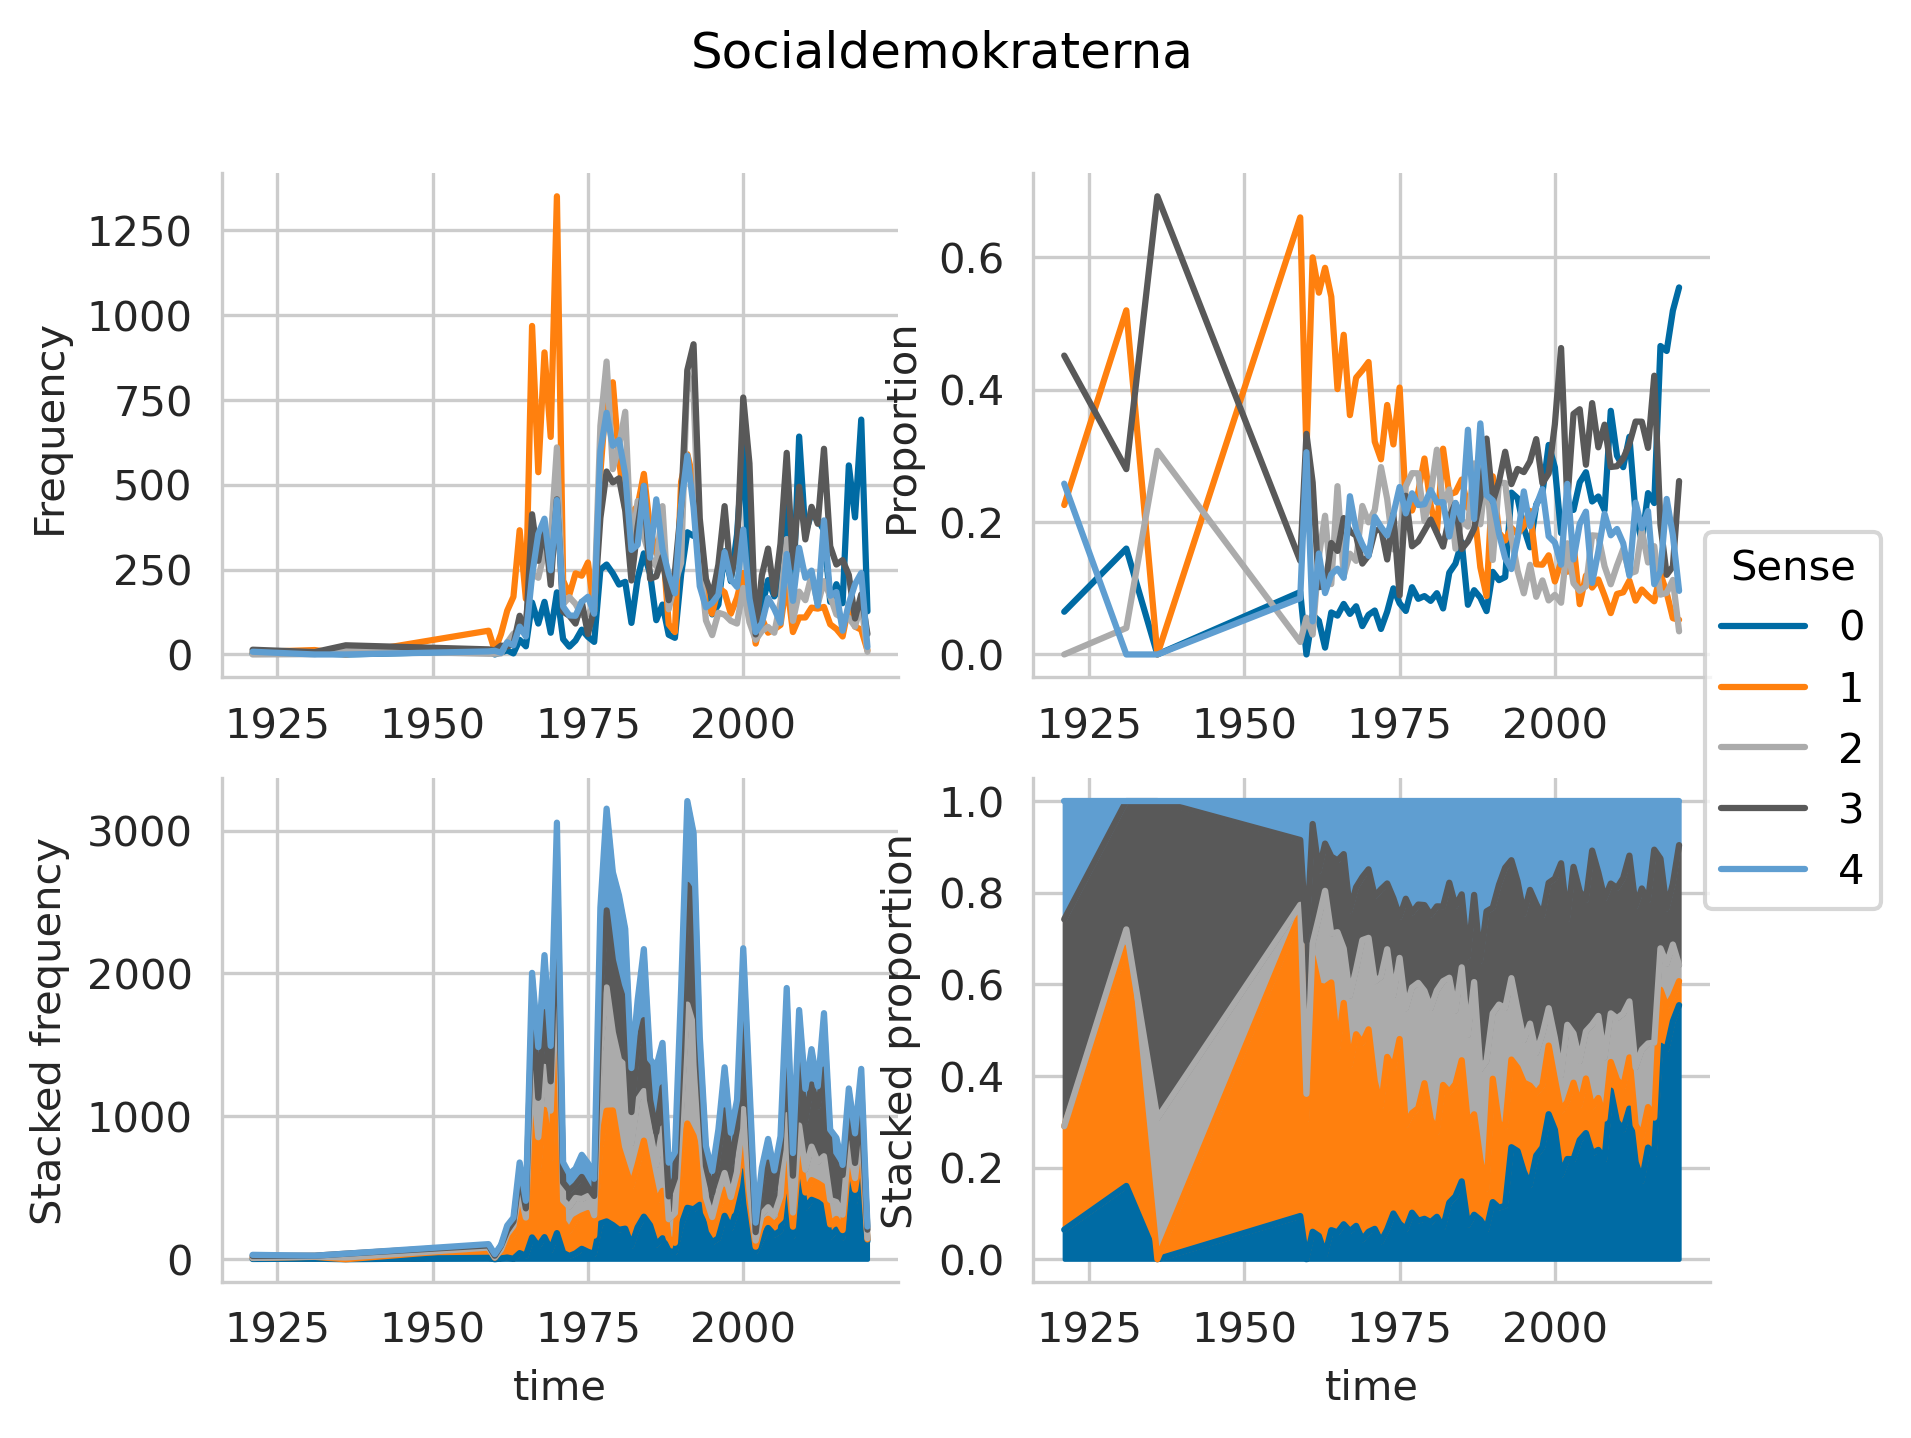 Socialdemokraterna
Frequency
1250
1000
750
500
250
0
1925 1950 1975 2000
Proportion
0.6
0.4
0.2
0.0
1925 1950 1975 2000
Stacked frequency
3000
2000
1000
0
1925 1950 1975 2000
time
Stacked proportion
1.0
0.8
0.6
0.4
0.2
0.0
1925 1950 1975 2000
time
Sense
0
1
2
3
4